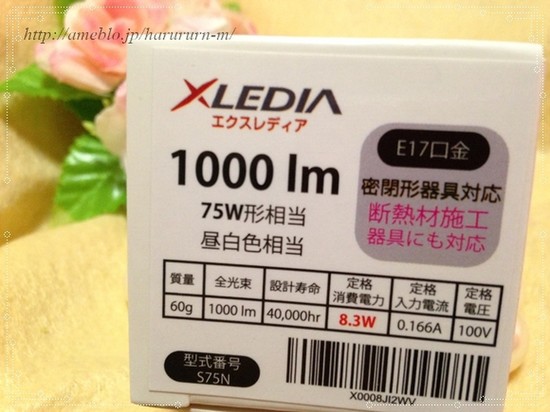 http://ameblo.jp/harururn-m/
XLEDIA
エクスレディア
1000 lm
75W形相当
昼白色相当
E17口金
密閉形器具対応
断熱材施工
器具にも対応
質量 全光束 設計寿命 定格消費電力 定格入力電流 定格電圧
60g 1000 lm 40,000hr 8.3W 0.166A 100V
型式番号
S75N
X0008JI2WV